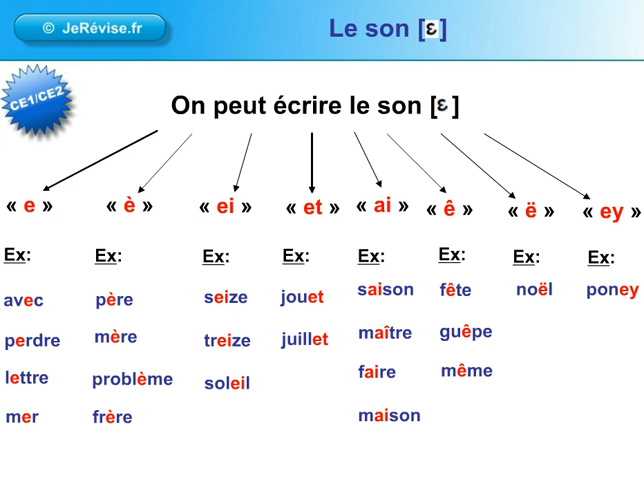 © JeRévise.fr
Le son [ε]
CE1/CE2
On peut écrire le son [ε]
« e » « è » « ei » « et » « ai » « ê » « ë » « ey »
Ex: Ex: Ex: Ex: Ex: Ex: Ex: Ex:
avec père seize jouet saison fête noël poney
perdre mère treize juillet maître guêpe
lettre problème soleil faire même
mer frère maison